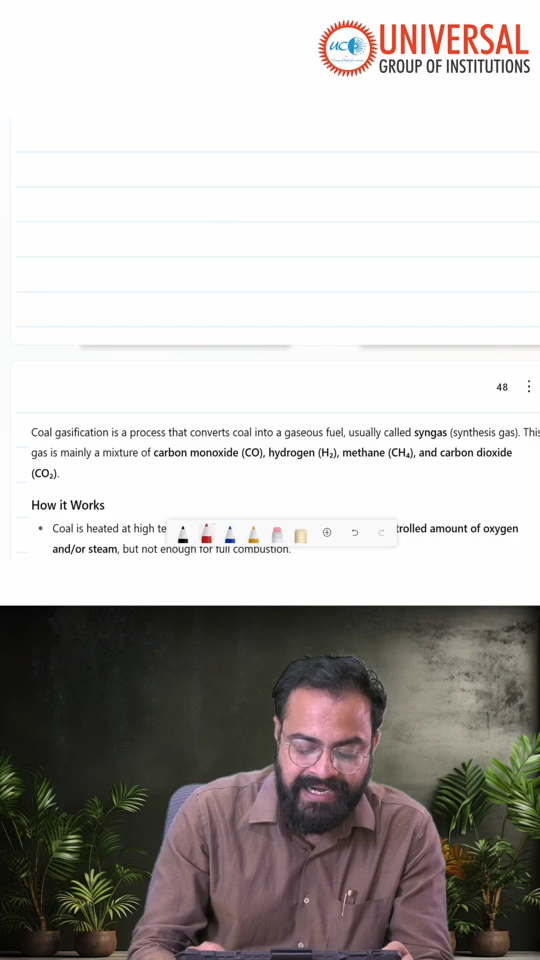 UC
UNIVERSAL
GROUP OF INSTITUTIONS
48
Coal gasification is a process that converts coal into a gaseous fuel, usually called syngas (synthesis gas). This
gas is mainly a mixture of carbon monoxide (CO), hydrogen (H₂), methane (CH₄), and carbon dioxide
(CO₂).
How it Works
• Coal is heated at high te trolled amount of oxygen
and/or steam, but not enough for full combustion.